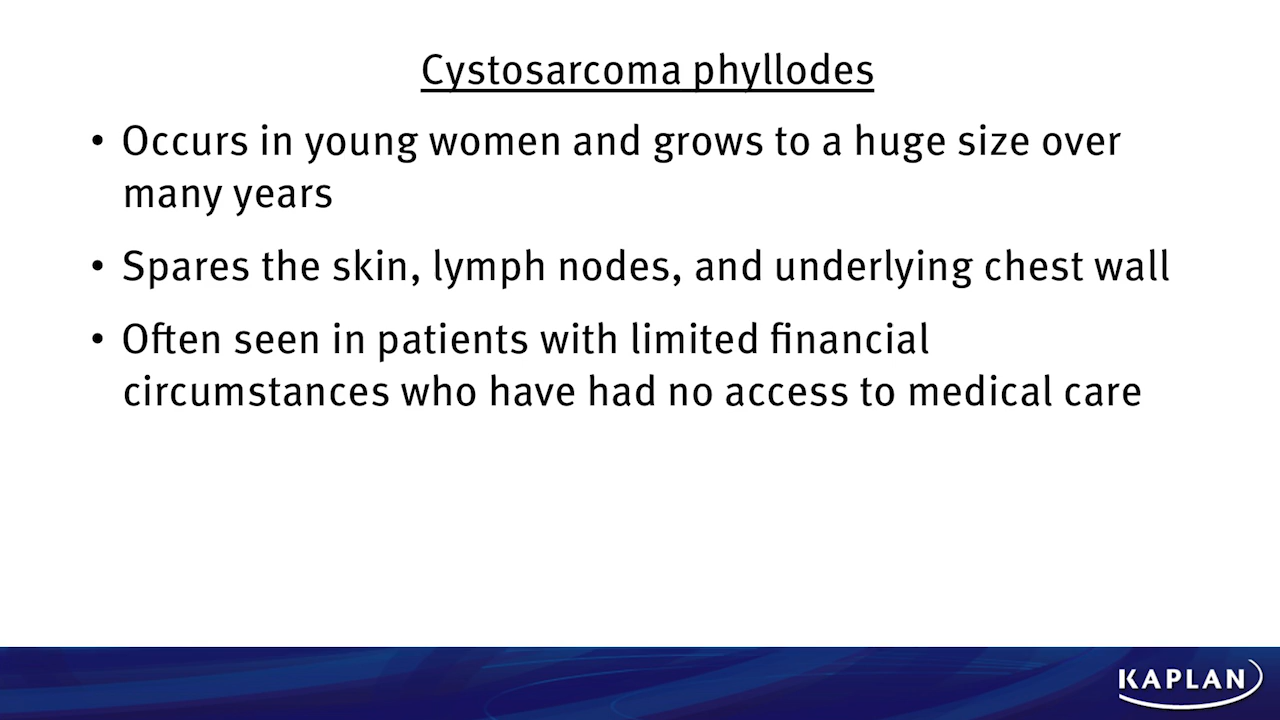 Cystosarcoma phyllodes
• Occurs in young women and grows to a huge size over
many years
• Spares the skin, lymph nodes, and underlying chest wall
• Often seen in patients with limited financial
circumstances who have had no access to medical care
KAPLAN